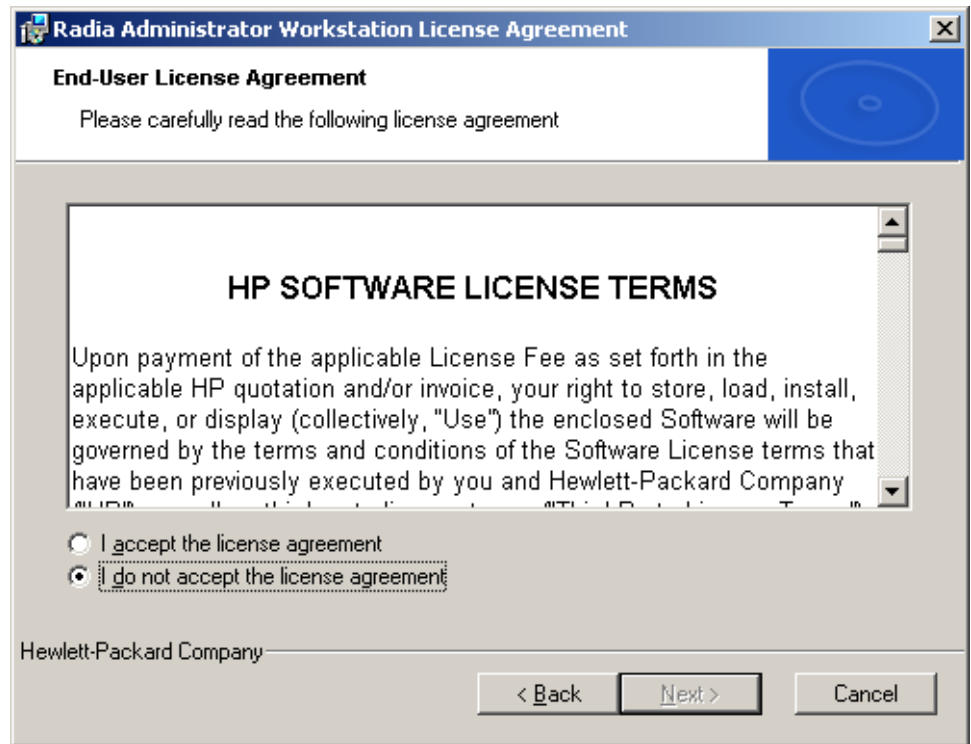 Radia Administrator Workstation License Agreement
End-User License Agreement
Please carefully read the following license agreement
HP SOFTWARE LICENSE TERMS
Upon payment of the applicable License Fee as set forth in the
applicable HP quotation and/or invoice, your right to store, load, install,
execute, or display (collectively, "Use") the enclosed Software will be
governed by the terms and conditions of the Software License terms that
have been previously executed by you and Hewlett-Packard Company
I accept the license agreement
I do not accept the license agreement
Hewlett-Packard Company
< Back Next > Cancel